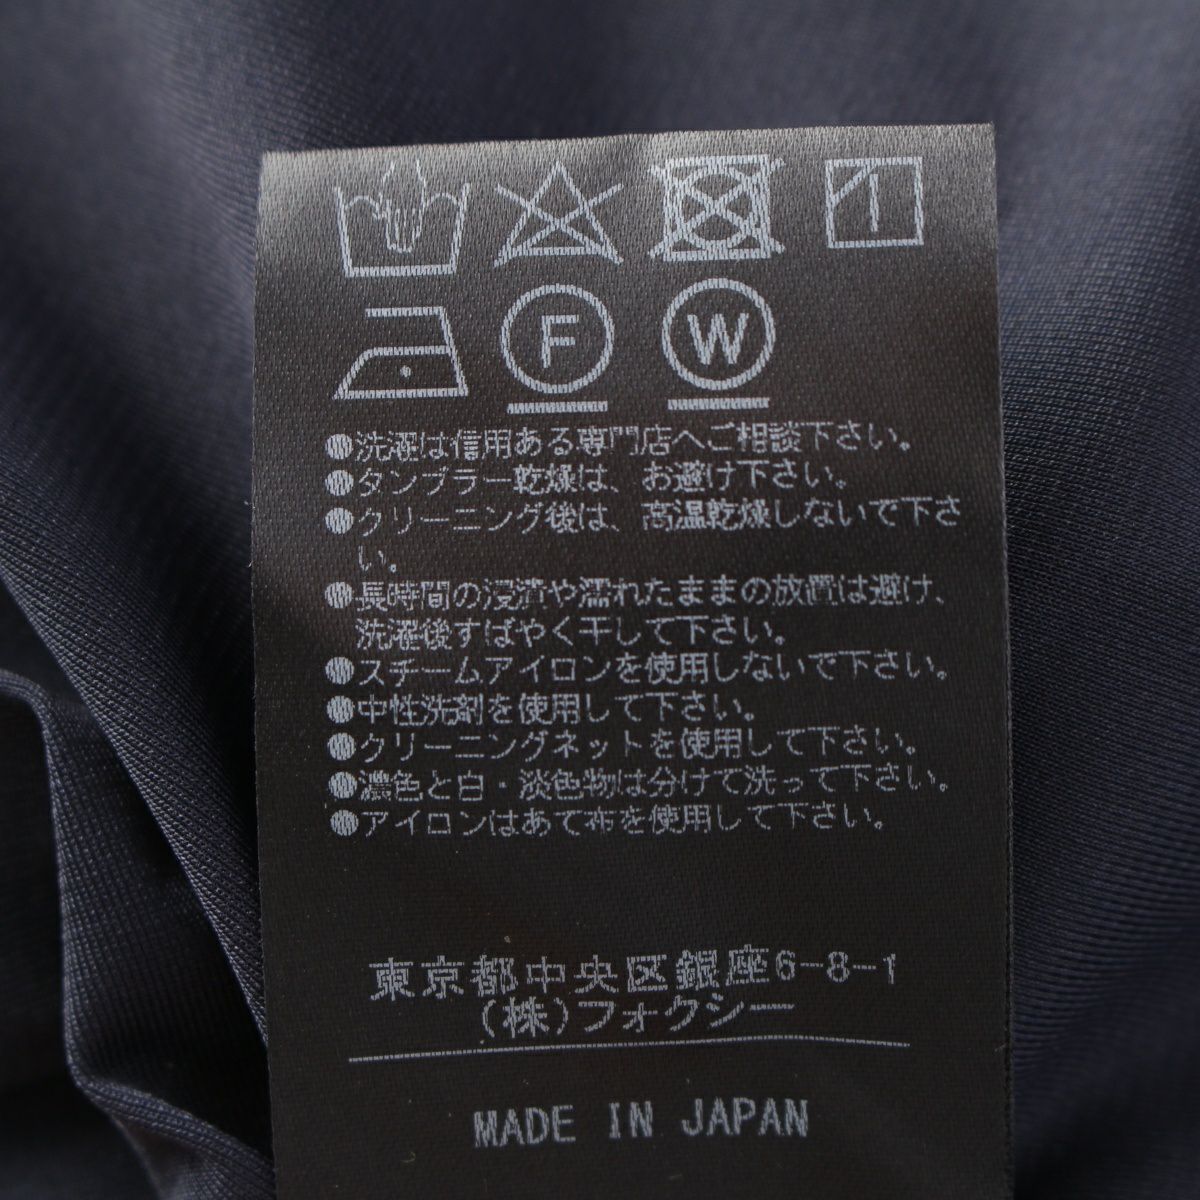 F W
●洗濯は信用ある専門店へご相談下さい。
●タンブラー乾燥は、お避け下さい。
●クリーニング後は、高温乾燥しないで下さ
い。
●長時間の浸漬や濡れたままの放置は避け、
洗濯後すばやく干して下さい。
●スチームアイロンを使用しないで下さい。
●中性洗剤を使用して下さい。
●クリーニングネットを使用して下さい。
●濃色と白・淡色物は分けて洗って下さい。
●アイロンはあて布を使用して下さい。
東京都中央区銀座6-8-1
(株)フォクシー
MADE IN JAPAN